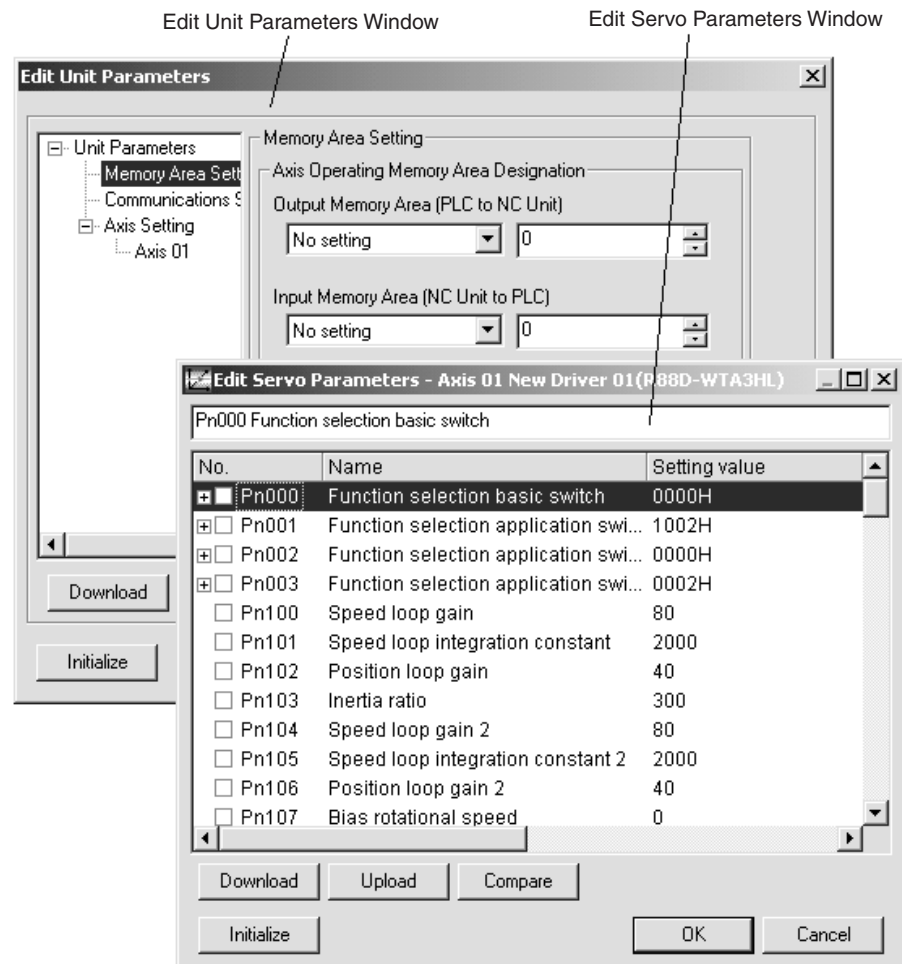 Edit Unit Parameters Window
Edit Servo Parameters Window
Edit Unit Parameters
Unit Parameters
Memory Area Sett
Communications S
Axis Setting
Axis 01
Memory Area Setting
Axis Operating Memory Area Designation
Output Memory Area (PLC to NC Unit)
No setting 0
Input Memory Area (NC Unit to PLC)
No setting 0
Download
Initialize
Edit Servo Parameters - Axis 01 New Driver 01(R88D-WTA3HL)
Pn000 Function selection basic switch
No. Name Setting value
Pn000 Function selection basic switch 0000H
Pn001 Function selection application swi... 1002H
Pn002 Function selection application swi... 0000H
Pn003 Function selection application swi... 0002H
Pn100 Speed loop gain 80
Pn101 Speed loop integration constant 2000
Pn102 Position loop gain 40
Pn103 Inertia ratio 300
Pn104 Speed loop gain 2 80
Pn105 Speed loop integration constant 2 2000
Pn106 Position loop gain 2 40
Pn107 Bias rotational speed 0
Download Upload Compare
Initialize OK Cancel